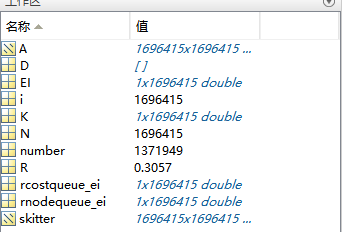 工作区
名称 值
A 1696415x1696415 ...
D [ ]
EI 1x1696415 double
i 1696415
K 1x1696415 double
N 1696415
number 1371949
R 0.3057
rcostqueue_ei 1x1696415 double
rnodequeue_ei 1x1696415 double
skitter 1696415x1696415 ...